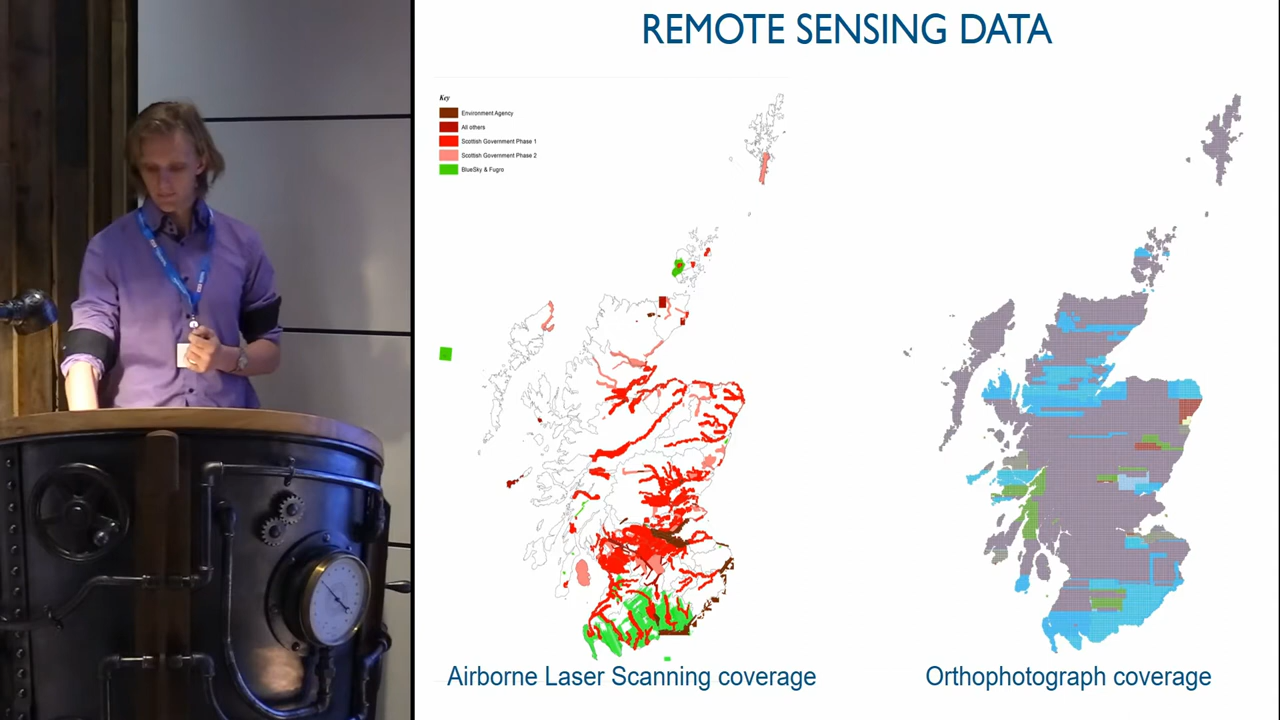 REMOTE SENSING DATA
Key
Environment Agency
All others
Scottish Government Phase 1
Scottish Government Phase 2
BlueSky & Fugro
Airborne Laser Scanning coverage
Orthophotograph coverage